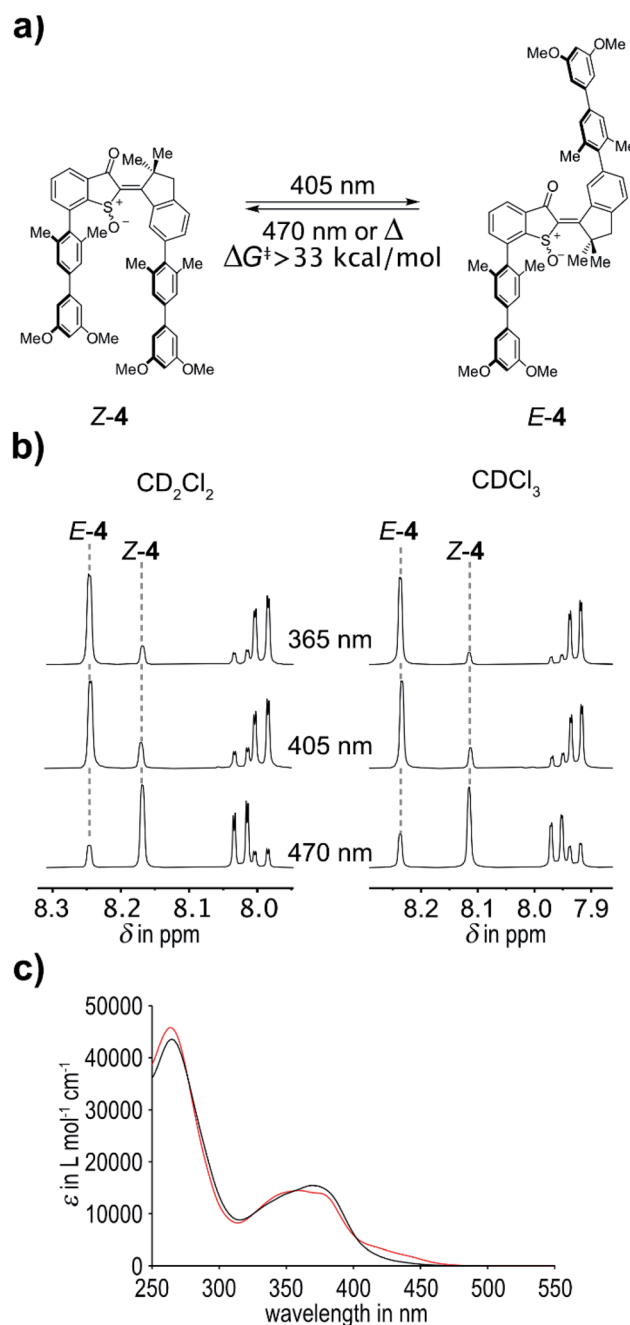 a)
MeO
OMe
Me
Me
O
Me
Me
405 nm
O
S
+
O
−
470 nm or Δ
S
+
O
−
ΔG‡>33 kcal/mol
Me
Me
Me
Me
Me
Me
Me
Me
MeO
OMe
MeO
OMe
MeO
OMe
Z-4
E-4
b)
CD₂Cl₂
CDCl₃
E-4
Z-4
E-4
Z-4
365 nm
405 nm
470 nm
8.3 8.2 8.1 8.0
8.2 8.1 8.0 7.9
δ in ppm
δ in ppm
c)
50000
40000
30000
20000
10000
0
ε in L mol⁻¹ cm⁻¹
250 300 350 400 450 500 550
wavelength in nm